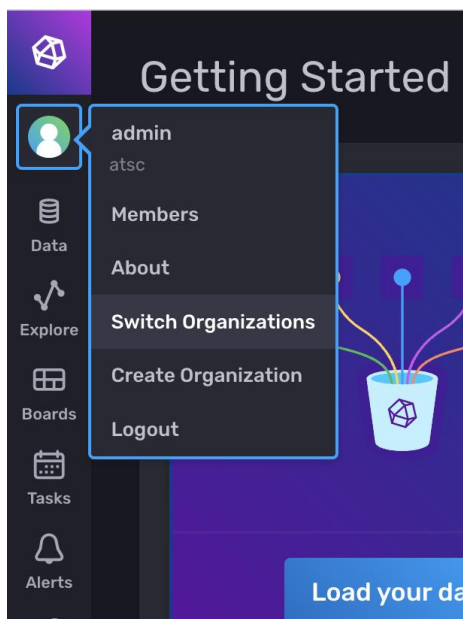 Getting Started
admin
atsc
Members
About
Switch Organizations
Create Organization
Logout
Data
Explore
Boards
Tasks
Alerts
Load your da